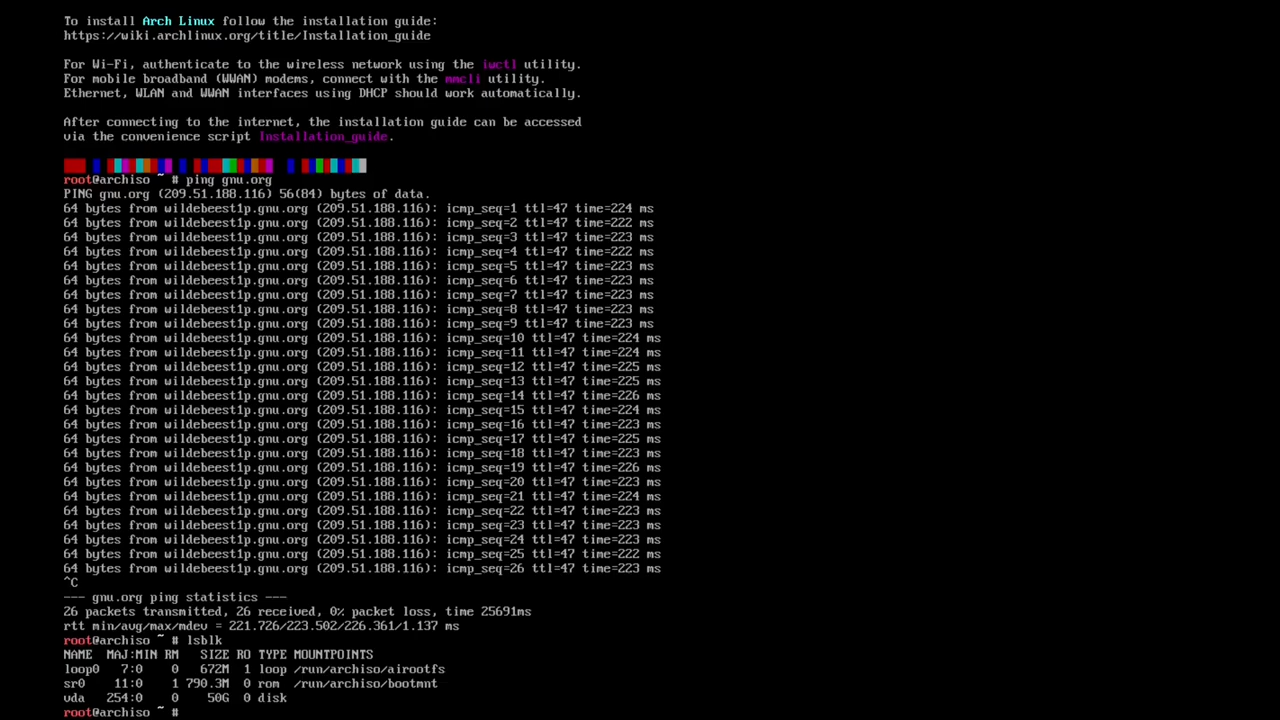 To install Arch Linux follow the installation guide:
https://wiki.archlinux.org/title/Installation_guide
For Wi-Fi, authenticate to the wireless network using the iwctl utility.
For mobile broadband (WWAN) modems, connect with the mmcli utility.
Ethernet, WLAN and WWAN interfaces using DHCP should work automatically.
After connecting to the internet, the installation guide can be accessed
via the convenience script Installation_guide.
root@archiso ~ # ping gnu.org
PING gnu.org (209.51.188.116) 56(84) bytes of data.
64 bytes from wildebeest1p.gnu.org (209.51.188.116): icmp_seq=1 ttl=47 time=224 ms
64 bytes from wildebeest1p.gnu.org (209.51.188.116): icmp_seq=2 ttl=47 time=222 ms
64 bytes from wildebeest1p.gnu.org (209.51.188.116): icmp_seq=3 ttl=47 time=223 ms
64 bytes from wildebeest1p.gnu.org (209.51.188.116): icmp_seq=4 ttl=47 time=222 ms
64 bytes from wildebeest1p.gnu.org (209.51.188.116): icmp_seq=5 ttl=47 time=223 ms
64 bytes from wildebeest1p.gnu.org (209.51.188.116): icmp_seq=6 ttl=47 time=223 ms
64 bytes from wildebeest1p.gnu.org (209.51.188.116): icmp_seq=7 ttl=47 time=223 ms
64 bytes from wildebeest1p.gnu.org (209.51.188.116): icmp_seq=8 ttl=47 time=223 ms
64 bytes from wildebeest1p.gnu.org (209.51.188.116): icmp_seq=9 ttl=47 time=223 ms
64 bytes from wildebeest1p.gnu.org (209.51.188.116): icmp_seq=10 ttl=47 time=224 ms
64 bytes from wildebeest1p.gnu.org (209.51.188.116): icmp_seq=11 ttl=47 time=224 ms
64 bytes from wildebeest1p.gnu.org (209.51.188.116): icmp_seq=12 ttl=47 time=225 ms
64 bytes from wildebeest1p.gnu.org (209.51.188.116): icmp_seq=13 ttl=47 time=225 ms
64 bytes from wildebeest1p.gnu.org (209.51.188.116): icmp_seq=14 ttl=47 time=226 ms
64 bytes from wildebeest1p.gnu.org (209.51.188.116): icmp_seq=15 ttl=47 time=224 ms
64 bytes from wildebeest1p.gnu.org (209.51.188.116): icmp_seq=16 ttl=47 time=223 ms
64 bytes from wildebeest1p.gnu.org (209.51.188.116): icmp_seq=17 ttl=47 time=225 ms
64 bytes from wildebeest1p.gnu.org (209.51.188.116): icmp_seq=18 ttl=47 time=223 ms
64 bytes from wildebeest1p.gnu.org (209.51.188.116): icmp_seq=19 ttl=47 time=226 ms
64 bytes from wildebeest1p.gnu.org (209.51.188.116): icmp_seq=20 ttl=47 time=223 ms
64 bytes from wildebeest1p.gnu.org (209.51.188.116): icmp_seq=21 ttl=47 time=224 ms
64 bytes from wildebeest1p.gnu.org (209.51.188.116): icmp_seq=22 ttl=47 time=223 ms
64 bytes from wildebeest1p.gnu.org (209.51.188.116): icmp_seq=23 ttl=47 time=223 ms
64 bytes from wildebeest1p.gnu.org (209.51.188.116): icmp_seq=24 ttl=47 time=223 ms
64 bytes from wildebeest1p.gnu.org (209.51.188.116): icmp_seq=25 ttl=47 time=222 ms
64 bytes from wildebeest1p.gnu.org (209.51.188.116): icmp_seq=26 ttl=47 time=223 ms
^C
--- gnu.org ping statistics ---
26 packets transmitted, 26 received, 0% packet loss, time 25691ms
rtt min/avg/max/mdev = 221.726/223.502/226.361/1.137 ms
root@archiso ~ # lsblk
NAME MAJ:MIN RM SIZE RO TYPE MOUNTPOINTS
loop0 7:0 0 672M 1 loop /run/archiso/airootfs
sr0 11:0 1 790.3M 0 rom /run/archiso/bootmnt
vda 254:0 0 50G 0 disk
root@archiso ~ #